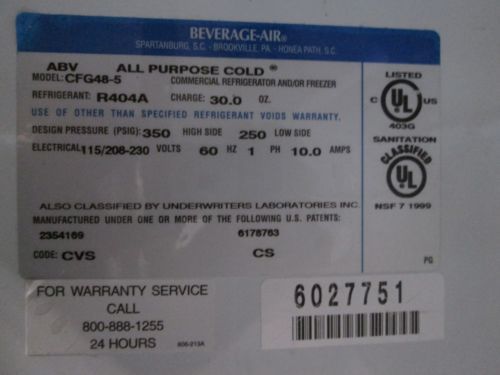 BEVERAGE-AIR®
SPARTANBURG, S.C. - BROOKVILLE, PA. - HONEA PATH, S.C.
ABV ALL PURPOSE COLD ®
MODEL: CFG48-5 COMMERCIAL REFRIGERATOR AND/OR FREEZER
REFRIGERANT: R404A CHARGE: 30.0 OZ.
USE OF OTHER THAN SPECIFIED REFRIGERANT VOIDS WARRANTY.
DESIGN PRESSURE (PSIG): 350 HIGH SIDE 250 LOW SIDE
ELECTRICAL: 115/208-230 VOLTS 60 HZ 1 PH 10.0 AMPS
ALSO CLASSIFIED BY UNDERWRITERS LABORATORIES INC.
MANUFACTURED UNDER ONE OR MORE OF THE FOLLOWING U.S. PATENTS:
2354169 6178763
CODE: CVS CS
LISTED
C UL US
403G
SANITATION
CLASSIFIED
UL
NSF 7 1999
PG
FOR WARRANTY SERVICE
CALL
800-888-1255
24 HOURS 806-213A
6027751